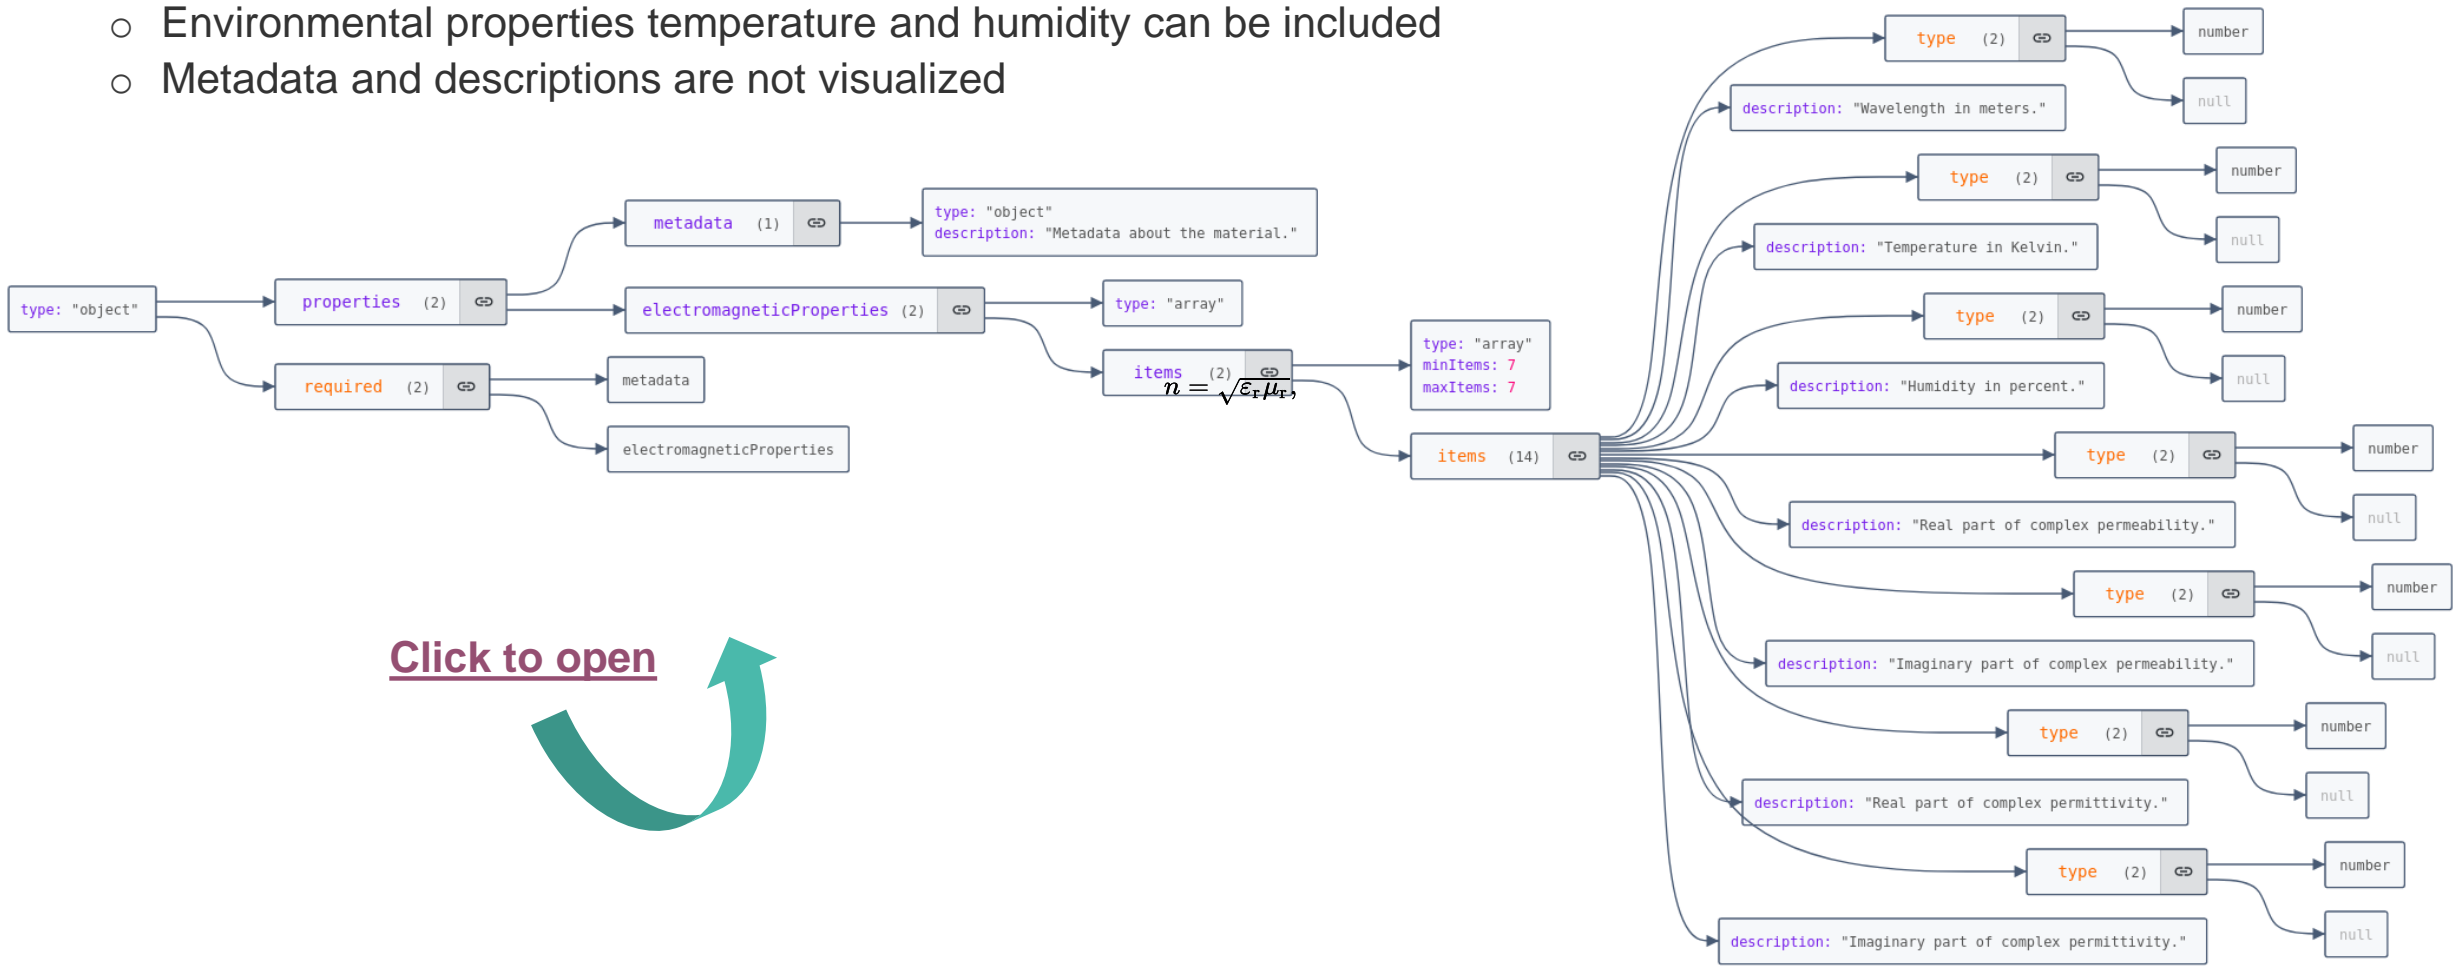 o Environmental properties temperature and humidity can be included
o Metadata and descriptions are not visualized
type: "object"
properties (2)
required (2)
metadata (1)
type: "object"
description: "Metadata about the material."
electromagneticProperties (2)
type: "array"
items (2)
n = √εrμr,
metadata
electromagneticProperties
type: "array"
minItems: 7
maxItems: 7
items (14)
type (2)
number
null
description: "Wavelength in meters."
type (2)
number
null
description: "Temperature in Kelvin."
type (2)
number
null
description: "Humidity in percent."
type (2)
number
null
description: "Real part of complex permeability."
type (2)
number
null
description: "Imaginary part of complex permeability."
type (2)
number
null
description: "Real part of complex permittivity."
type (2)
number
null
description: "Imaginary part of complex permittivity."
Click to open